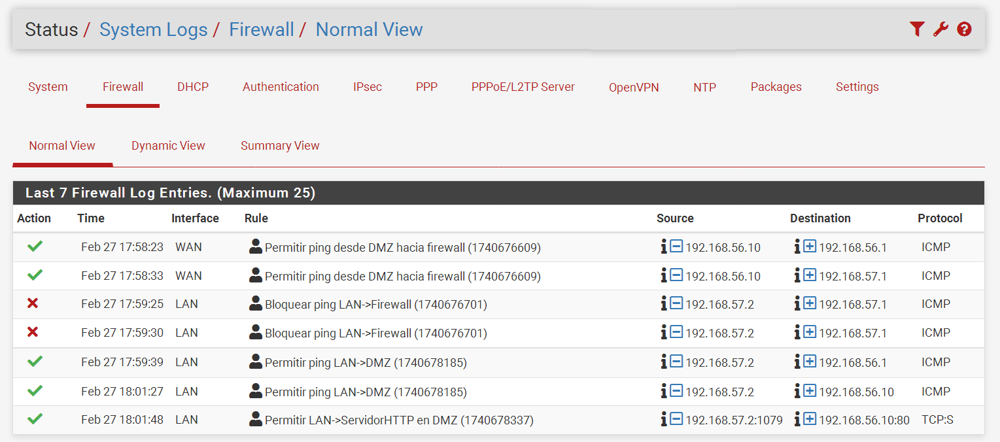 Status / System Logs / Firewall / Normal View
System Firewall DHCP Authentication IPsec PPP PPPoE/L2TP Server OpenVPN NTP Packages Settings
Normal View Dynamic View Summary View
Last 7 Firewall Log Entries. (Maximum 25)
Action Time Interface Rule Source Destination Protocol
Feb 27 17:58:23 WAN Permitir ping desde DMZ hacia firewall (1740676609) 192.168.56.10 192.168.56.1 ICMP
Feb 27 17:58:33 WAN Permitir ping desde DMZ hacia firewall (1740676609) 192.168.56.10 192.168.57.1 ICMP
Feb 27 17:59:25 LAN Bloquear ping LAN->Firewall (1740676701) 192.168.57.2 192.168.57.1 ICMP
Feb 27 17:59:30 LAN Bloquear ping LAN->Firewall (1740676701) 192.168.57.2 192.168.57.1 ICMP
Feb 27 17:59:39 LAN Permitir ping LAN->DMZ (1740678185) 192.168.57.2 192.168.56.1 ICMP
Feb 27 18:01:27 LAN Permitir ping LAN->DMZ (1740678185) 192.168.57.2 192.168.56.10 ICMP
Feb 27 18:01:48 LAN Permitir LAN->ServidorHTTP en DMZ (1740678337) 192.168.57.2:1079 192.168.56.10:80 TCP:S